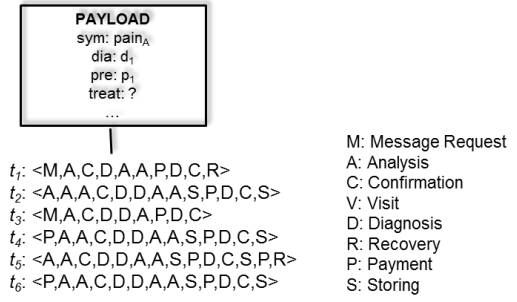 PAYLOAD
sym: pain_A
dia: d_1
pre: p_1
treat: ?
…
t_1: <M,A,C,D,A,A,P,D,C,R>
t_2: <A,A,A,C,D,D,A,A,S,P,D,C,S>
t_3: <M,A,C,D,A,P,D,C>
t_4: <P,A,A,C,D,D,A,A,S,P,D,C,S>
t_5: <A,A,C,D,D,A,A,S,P,D,C,S,P,R>
t_6: <P,A,A,C,D,D,A,A,S,P,D,C,S>
M: Message Request
A: Analysis
C: Confirmation
V: Visit
D: Diagnosis
R: Recovery
P: Payment
S: Storing